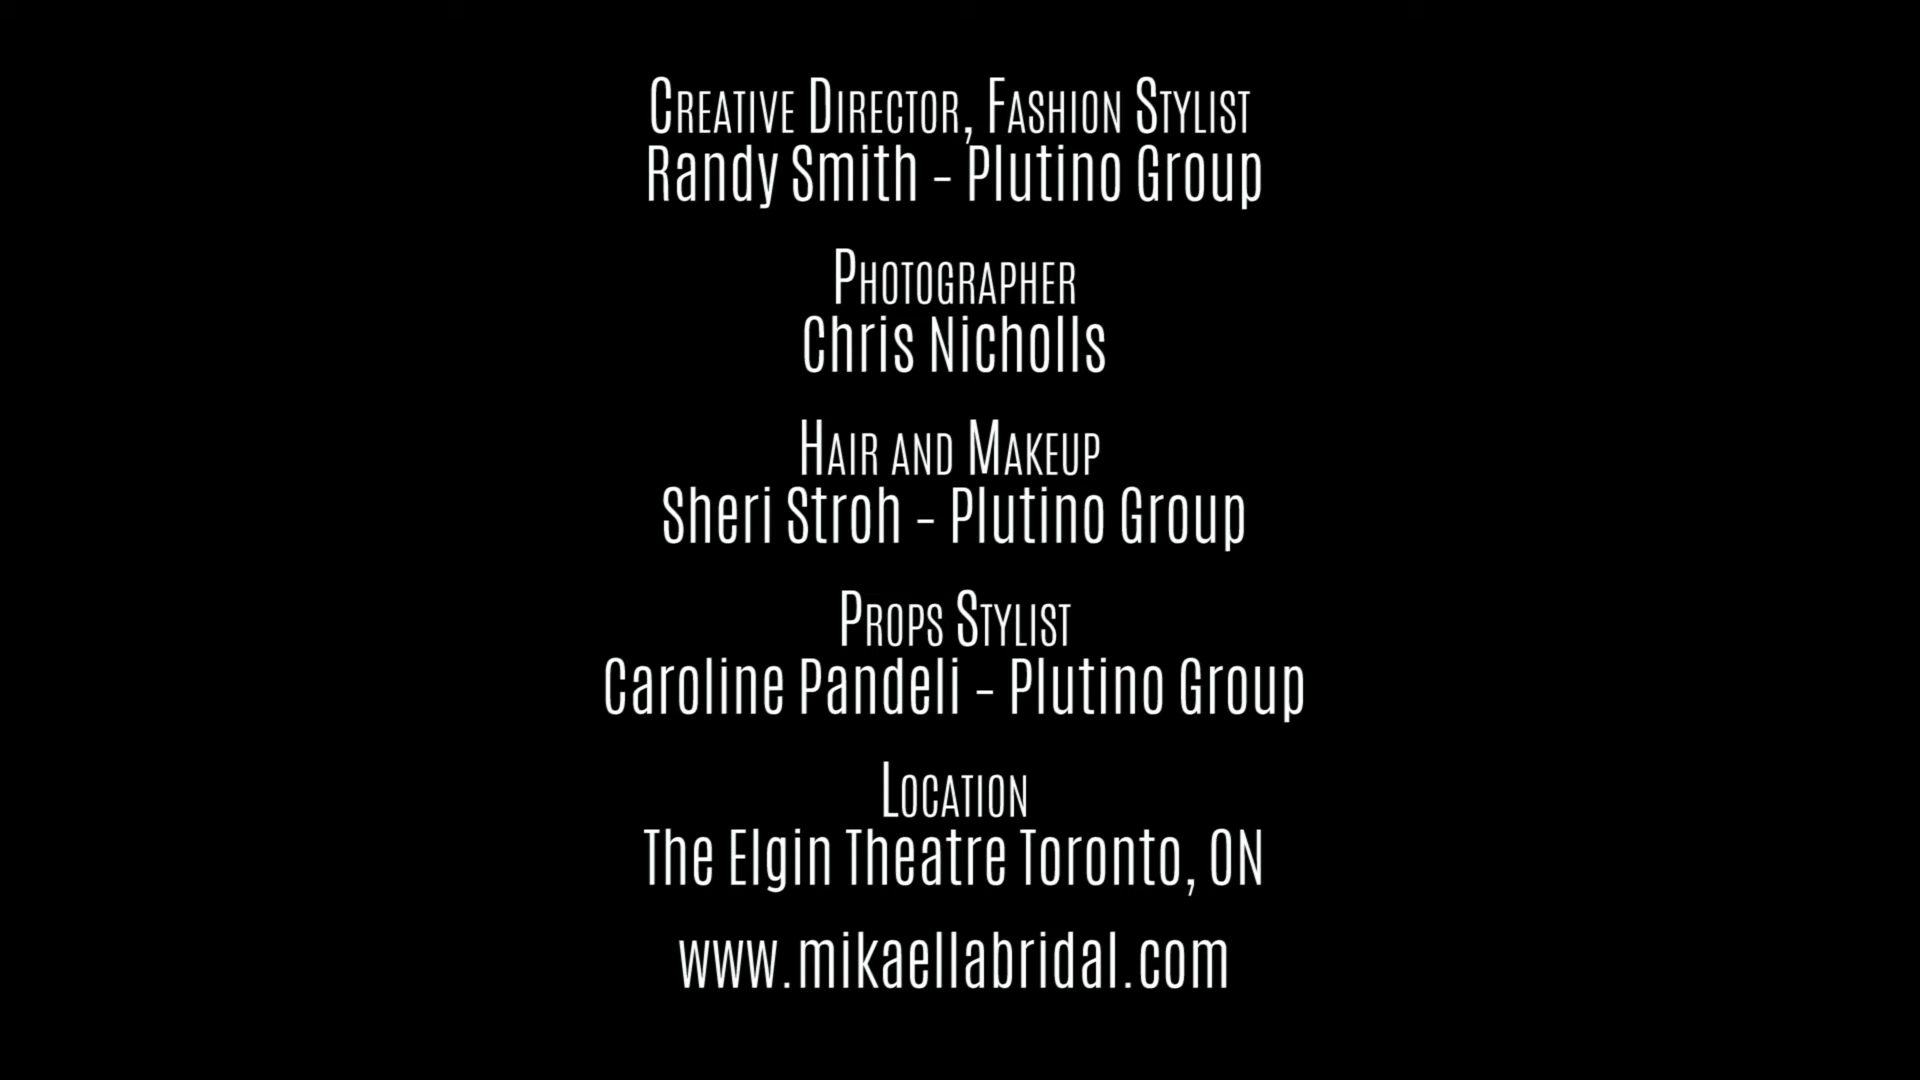 Creative Director, Fashion Stylist
Randy Smith – Plutino Group
Photographer
Chris Nicholls
Hair and Makeup
Sheri Stroh – Plutino Group
Props Stylist
Caroline Pandeli – Plutino Group
Location
The Elgin Theatre Toronto, ON
www.mikaellabridal.com